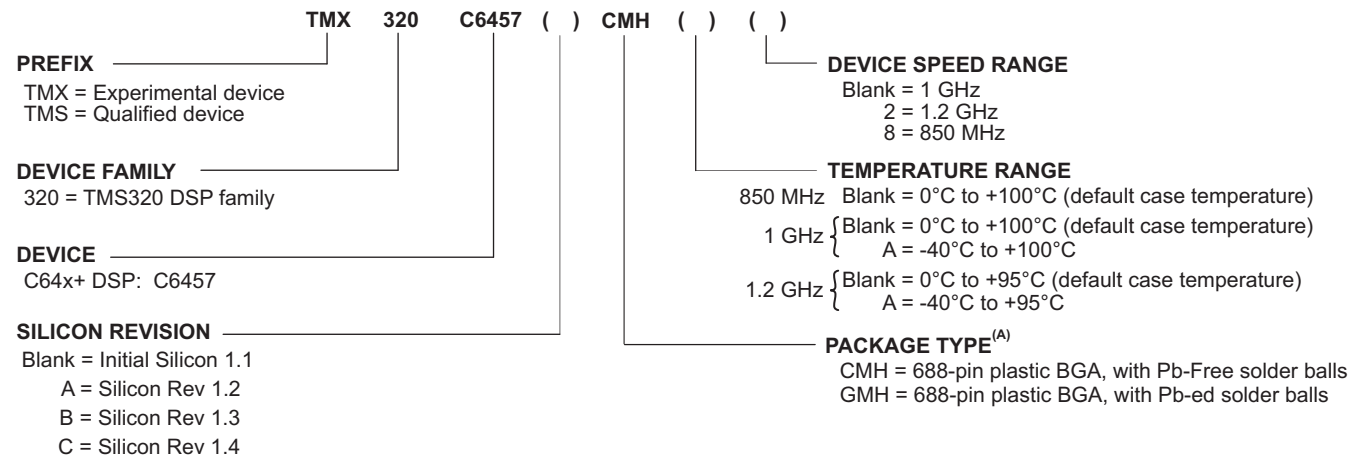 TMX 320 C6457 ( ) CMH ( ) ( )
PREFIX
TMX = Experimental device
TMS = Qualified device
DEVICE FAMILY
320 = TMS320 DSP family
DEVICE
C64x+ DSP: C6457
SILICON REVISION
Blank = Initial Silicon 1.1
A = Silicon Rev 1.2
B = Silicon Rev 1.3
C = Silicon Rev 1.4
DEVICE SPEED RANGE
Blank = 1 GHz
2 = 1.2 GHz
8 = 850 MHz
TEMPERATURE RANGE
850 MHz Blank = 0°C to +100°C (default case temperature)
1 GHz { Blank = 0°C to +100°C (default case temperature)
A = -40°C to +100°C
1.2 GHz { Blank = 0°C to +95°C (default case temperature)
A = -40°C to +95°C
PACKAGE TYPE(A)
CMH = 688-pin plastic BGA, with Pb-Free solder balls
GMH = 688-pin plastic BGA, with Pb-ed solder balls